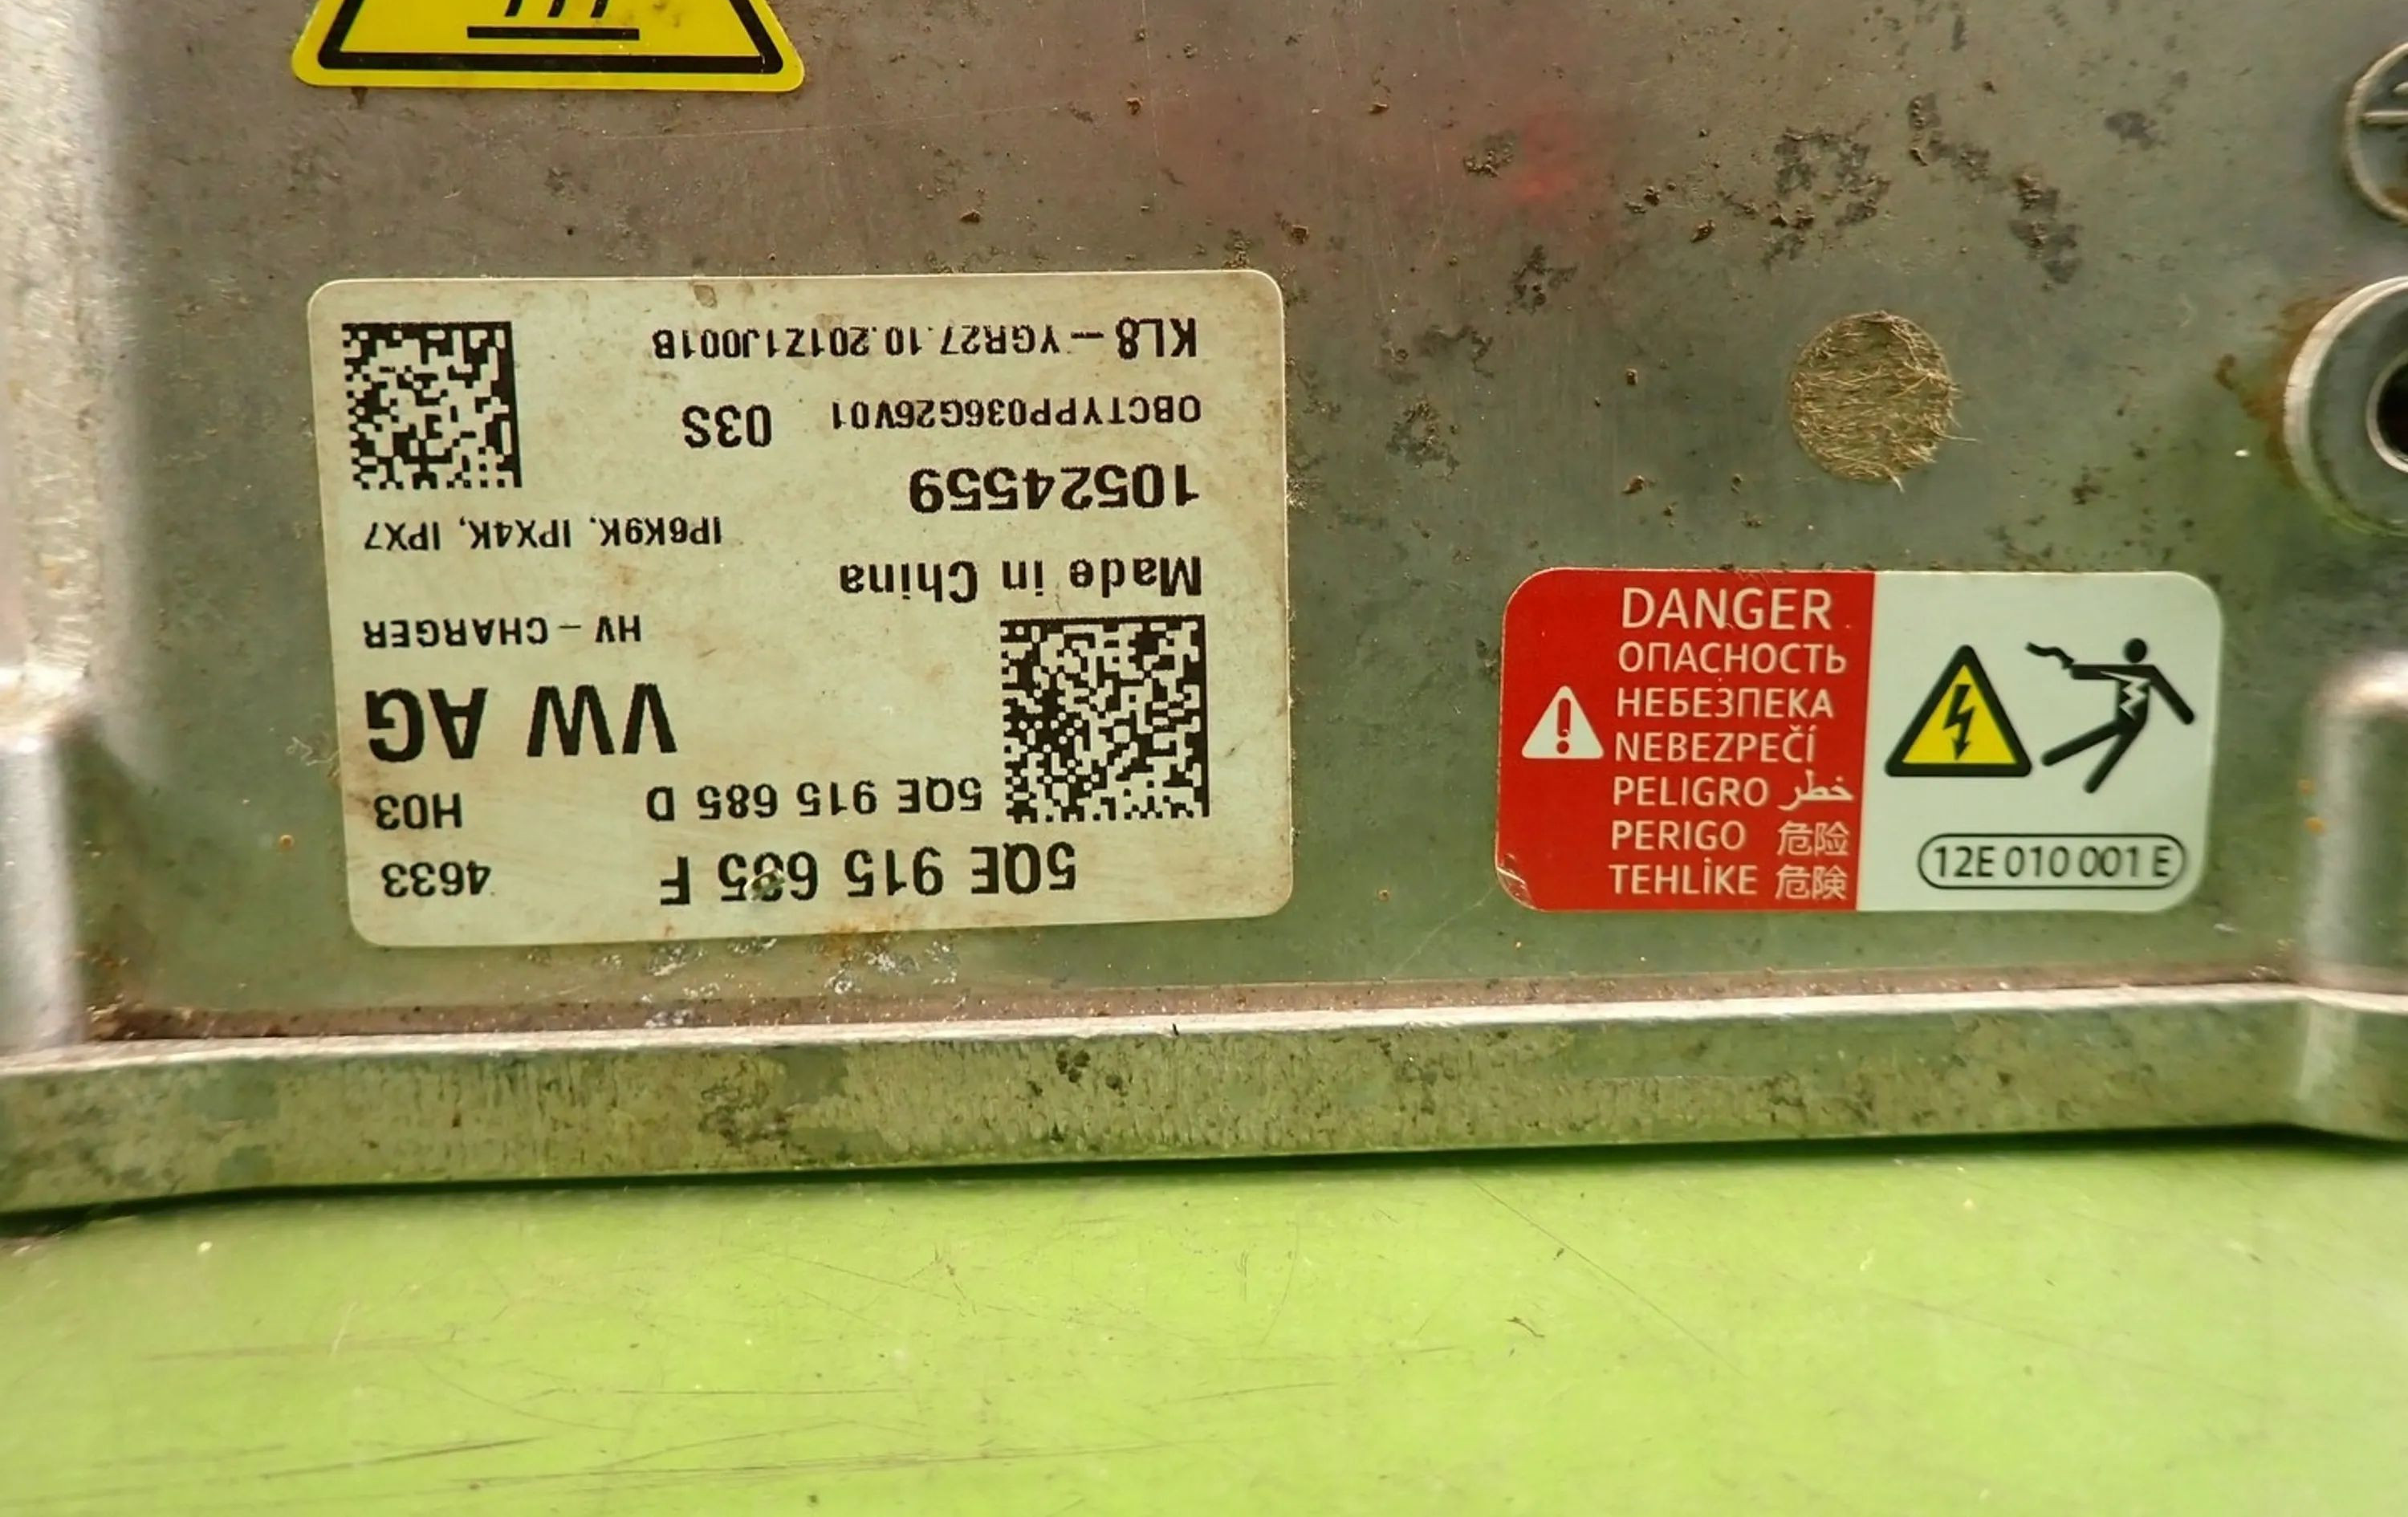 5QE 915 685 F 4633
5QE 915 685 D H03
VW AG
HV - CHARGER
Made in China
IP6K9K, IPX4K, IPX7
10524559
OBCTYPP036G26V01 03S
KL8 - YGR27.10.201Z1J001B
DANGER
ОПАСНОСТЬ
НЕБЕЗПЕКА
NEBEZPEČÍ
PELIGRO خطر
PERIGO 危险
TEHLİKE 危険
12E 010 001 E